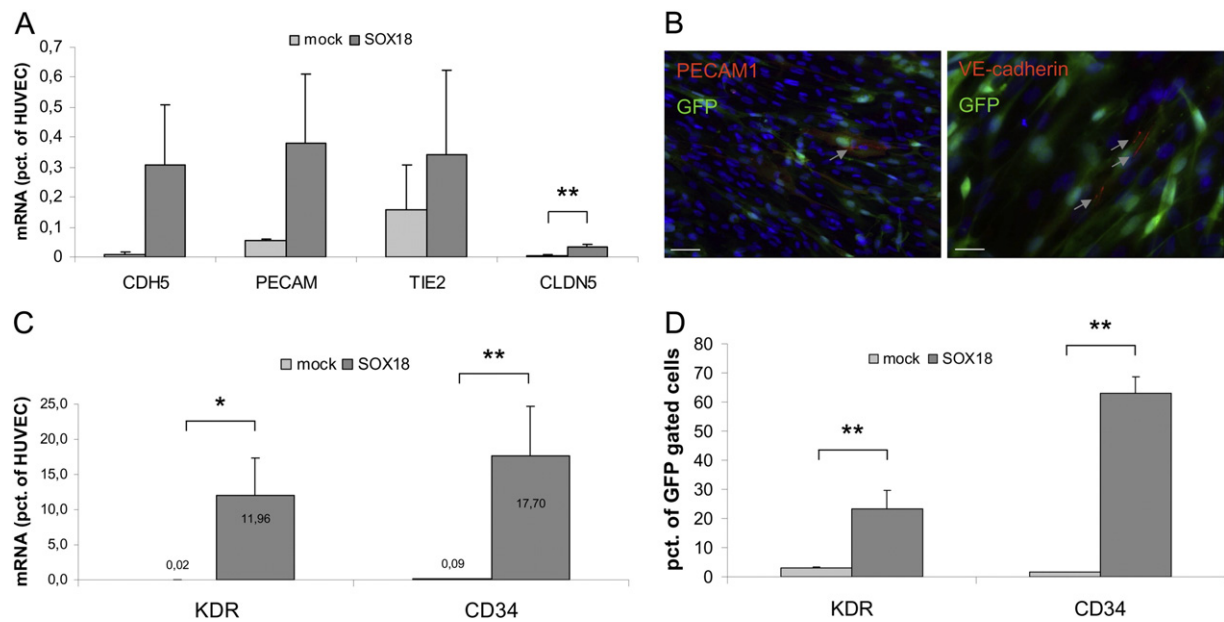 A
mock SOX18
mRNA (pct. of HUVEC)
0,7
0,6
0,5
0,4
0,3
0,2
0,1
0
**
CDH5 PECAM TIE2 CLDN5
B
PECAM1
GFP
VE-cadherin
GFP
C
mock SOX18
mRNA (pct. of HUVEC)
25,0
20,0
15,0
10,0
5,0
0,0
*
**
0,02
11,96
0,09
17,70
KDR CD34
D
mock SOX18
pct. of GFP gated cells
80
70
60
50
40
30
20
10
0
**
**
KDR CD34